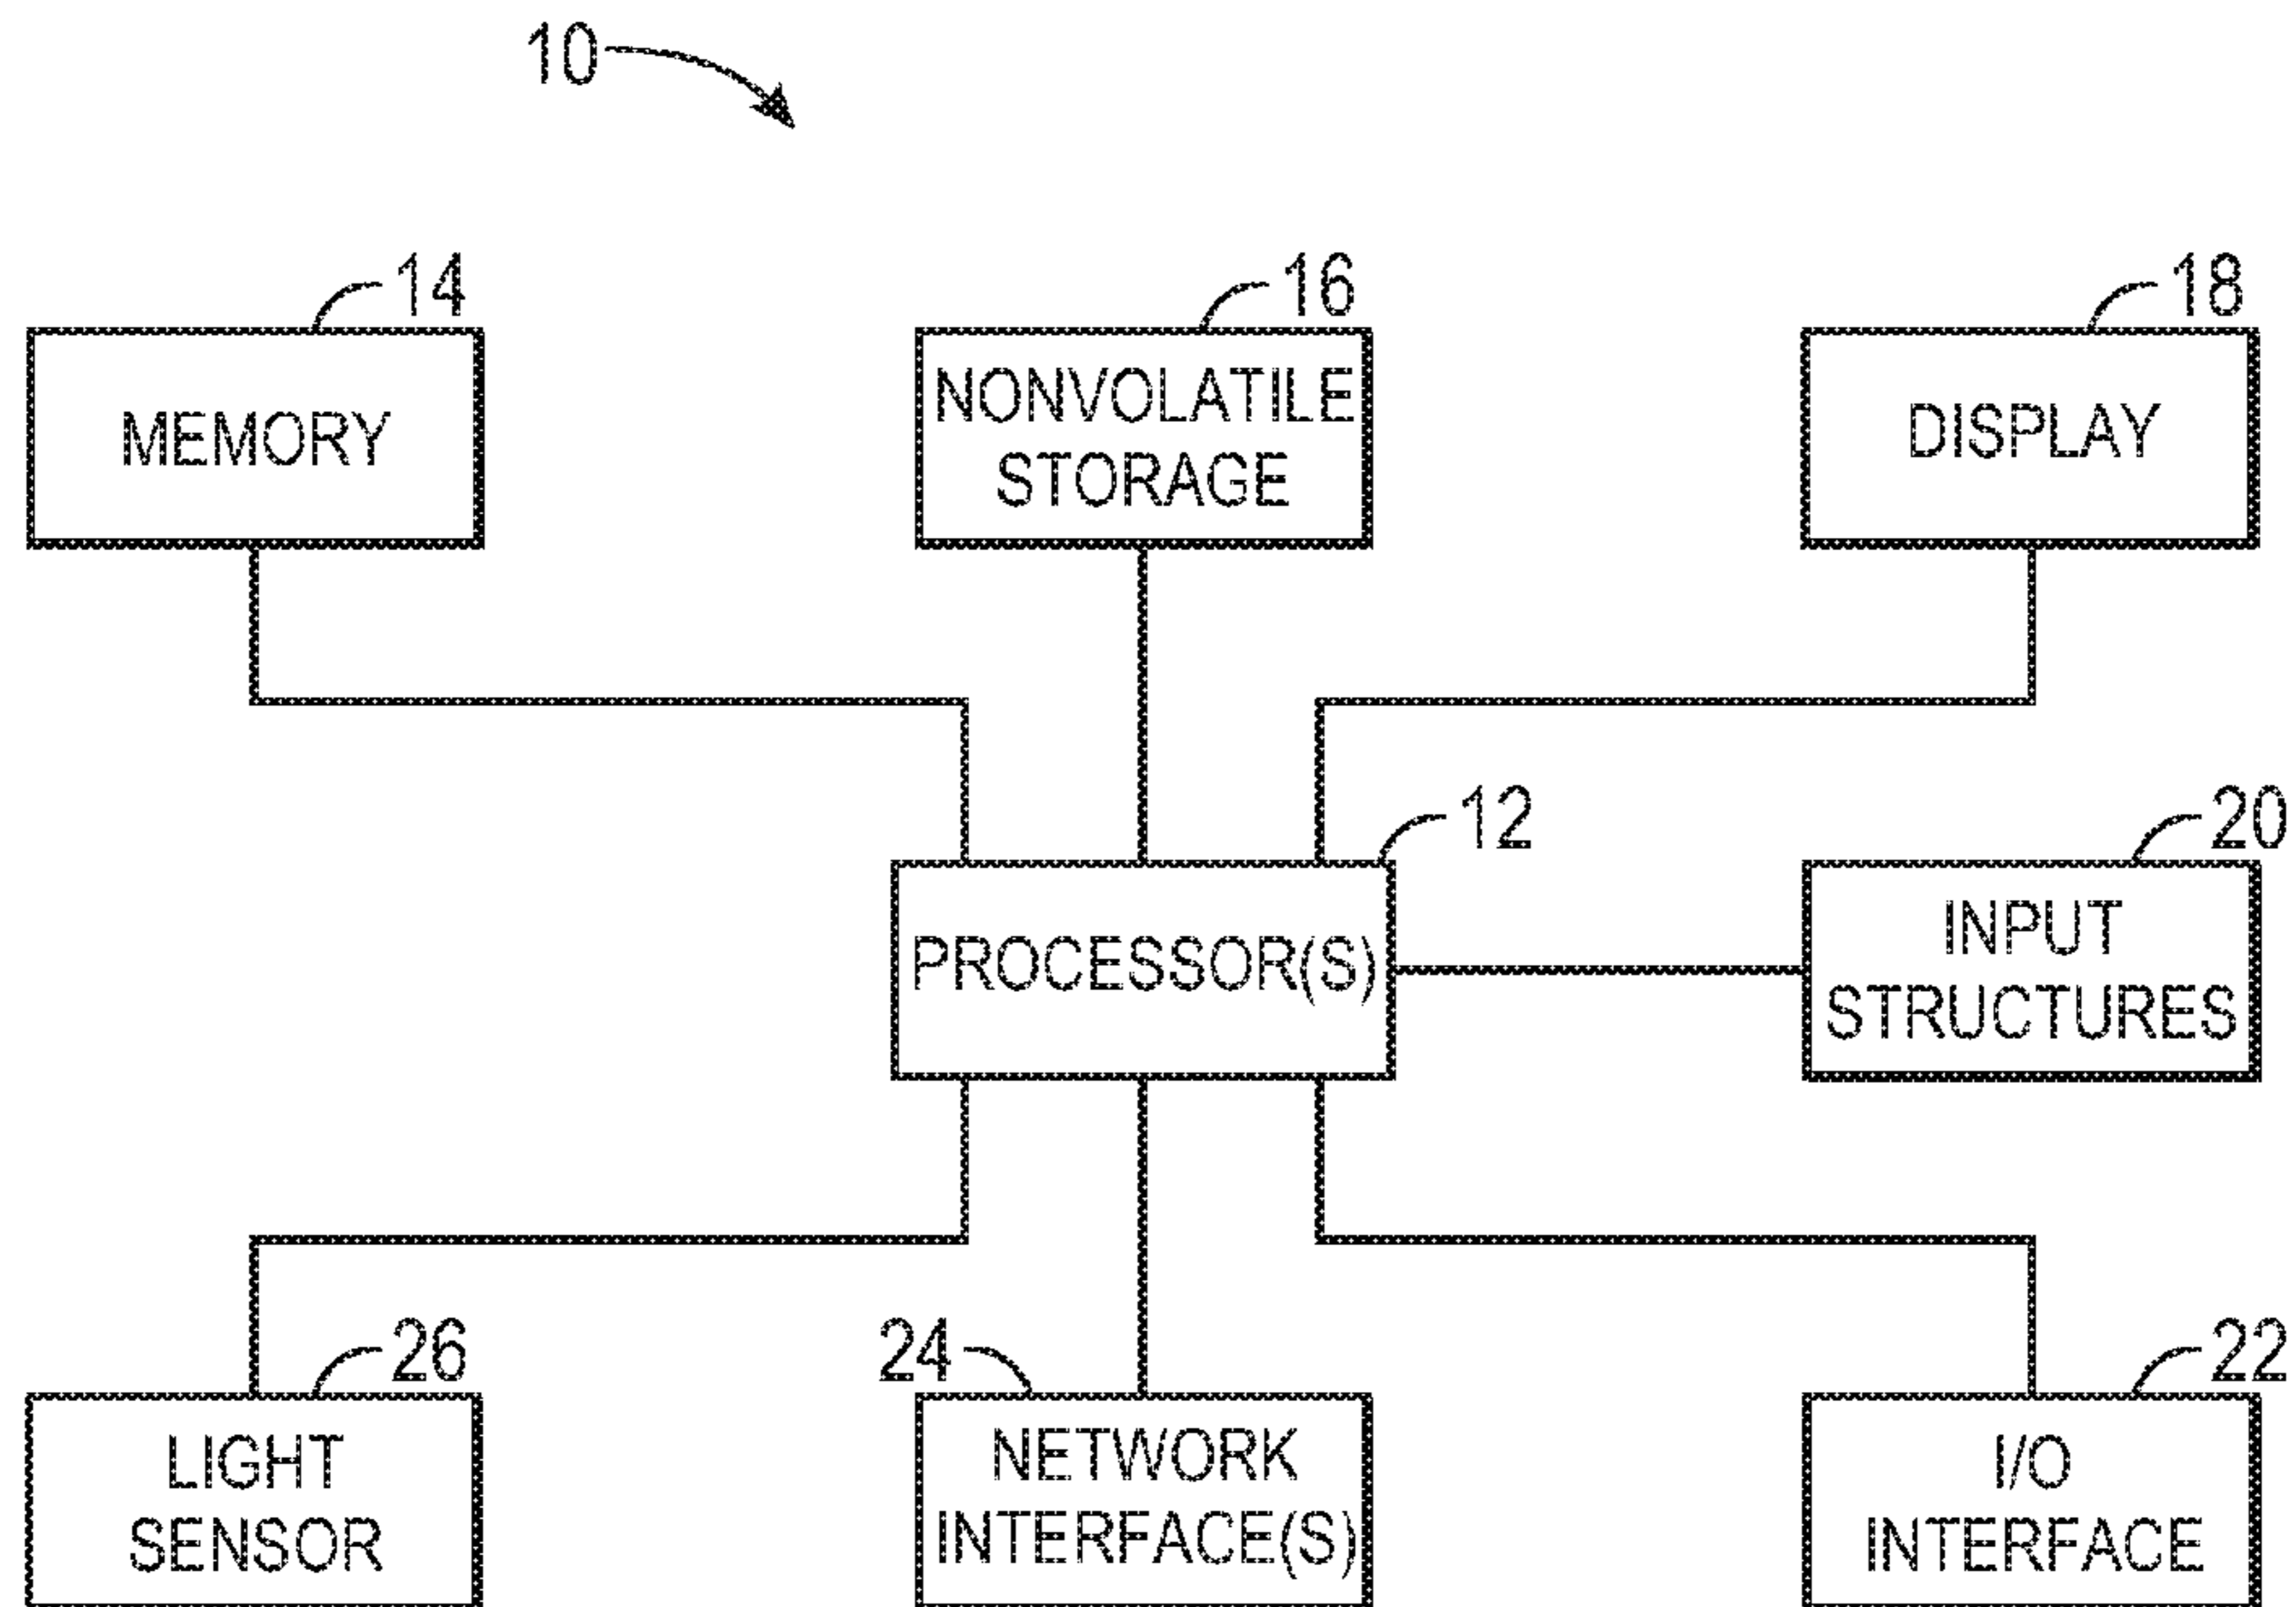 10
14
16
18
MEMORY
NONVOLATILE
STORAGE
DISPLAY
12
20
PROCESSOR(S)
INPUT
STRUCTURES
26
24
22
LIGHT
SENSOR
NETWORK
INTERFACE(S)
I/O
INTERFACE